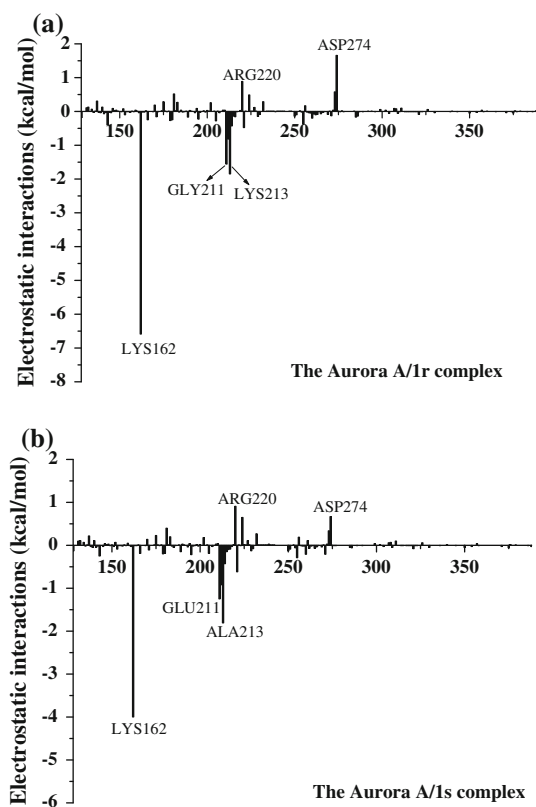 (a)
Electrostatic interactions (kcal/mol)
2
1
0
-1
-2
-3
-4
-5
-6
-7
-8
150
200
250
300
350
ASP274
ARG220
GLY211
LYS213
LYS162
The Aurora A/1r complex
(b)
Electrostatic interactions (kcal/mol)
2
1
0
-1
-2
-3
-4
-5
-6
150
200
250
300
350
ARG220
ASP274
GLU211
ALA213
LYS162
The Aurora A/1s complex